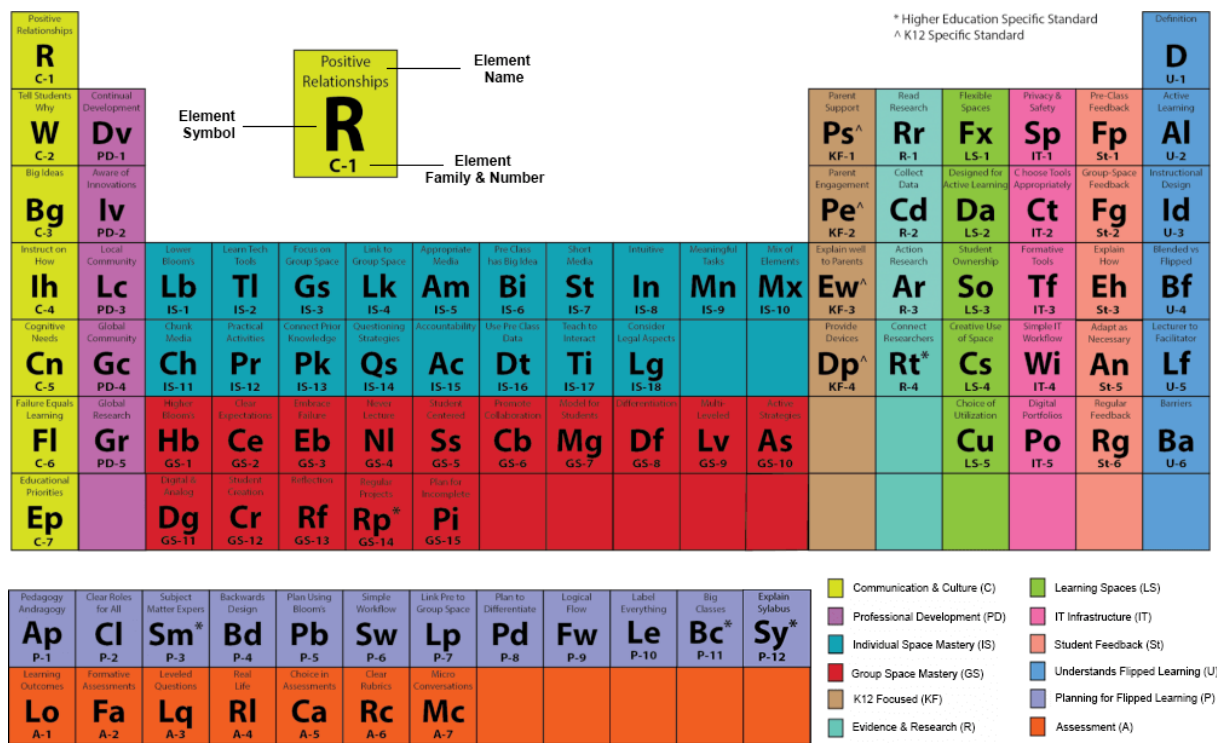 Positive
Relationships
R
C-1
Positive
Relationships
R
C-1
Element
Name
Element
Symbol
Element
Family & Number
* Higher Education Specific Standard
^ K12 Specific Standard
Definition
D
U-1
Tell Students
Why
W
C-2
Continual
Development
Dv
PD-1
Parent
Support
Ps^
KF-1
Read
Research
Rr
R-1
Flexible
Spaces
Fx
LS-1
Privacy &
Safety
Sp
IT-1
Pre-Class
Feedback
Fp
St-1
Active
Learning
Al
U-2
Big Ideas
Bg
C-3
Aware of
Innovations
Iv
PD-2
Parent
Engagement
Pe^
KF-2
Collect
Data
Cd
R-2
Designed for
Active Learning
Da
LS-2
C hoose Tools
Appropriately
Ct
IT-2
Group-Space
Feedback
Fg
St-2
Instructional
Design
Id
U-3
Instruct on
How
Ih
C-4
Local
Community
Lc
PD-3
Lower
Bloom's
Lb
IS-1
Learn Tech
Tools
Tl
IS-2
Focus on
Group Space
Gs
IS-3
Link to
Group Space
Lk
IS-4
Appropriate
Media
Am
IS-5
Pre Class
has Big Idea
Bi
IS-6
Short
Media
St
IS-7
Intuitive
In
IS-8
Meaningful
Tasks
Mn
IS-9
Mix of
Elements
Mx
IS-10
Explain well
to Parents
Ew^
KF-3
Action
Research
Ar
R-3
Student
Ownership
So
LS-3
Formative
Tools
Tf
IT-3
Explain
How
Eh
St-3
Blended vs
Flipped
Bf
U-4
Cognitive
Needs
Cn
C-5
Global
Community
Gc
PD-4
Chunk
Media
Ch
IS-11
Practical
Activities
Pr
IS-12
Connect Prior
Knowledge
Pk
IS-13
Questioning
Strategies
Qs
IS-14
Accountability
Ac
IS-15
Use Pre Class
Data
Dt
IS-16
Teach to
Interact
Ti
IS-17
Consider
Legal Aspects
Lg
IS-18
Provide
Devices
Dp^
KF-4
Connect
Researchers
Rt*
R-4
Creative Use
of Space
Cs
LS-4
Simple IT
Workflow
Wi
IT-4
Adapt as
Necessary
An
St-5
Lecturer to
Facilitator
Lf
U-5
Failure Equals
Learning
Fl
C-6
Global
Research
Gr
PD-5
Higher
Bloom's
Hb
GS-1
Clear
Expectations
Ce
GS-2
Embrace
Failure
Eb
GS-3
Never
Lecture
Nl
GS-4
Student
Centered
Ss
GS-5
Promote
Collaboration
Cb
GS-6
Model for
Students
Mg
GS-7
Differentiation
Df
GS-8
Multi-
Leveled
Lv
GS-9
Active
Strategies
As
GS-10
Choice of
Utilization
Cu
LS-5
Digital
Portfolios
Po
IT-5
Regular
Feedback
Rg
St-6
Barriers
Ba
U-6
Educational
Priorities
Ep
C-7
Digital &
Analog
Dg
GS-11
Student
Creation
Cr
GS-12
Reflection
Rf
GS-13
Regular
Projects
Rp*
GS-14
Plan for
Incomplete
Pi
GS-15
Pedagogy
Andragogy
Ap
P-1
Clear Roles
for All
Cl
P-2
Subject
Matter Expers
Sm*
P-3
Backwards
Design
Bd
P-4
Plan Using
Bloom's
Pb
P-5
Simple
Workflow
Sw
P-6
Link Pre to
Group Space
Lp
P-7
Plan to
Differentiate
Pd
P-8
Logical
Flow
Fw
P-9
Label
Everything
Le
P-10
Big
Classes
Bc*
P-11
Explain
Sylabus
Sy*
P-12
Learning
Outcomes
Lo
A-1
Formative
Assessments
Fa
A-2
Leveled
Questions
Lq
A-3
Real
Life
Rl
A-4
Choice in
Assessments
Ca
A-5
Clear
Rubrics
Rc
A-6
Micro
Conversations
Mc
A-7
Communication & Culture (C)
Professional Development (PD)
Individual Space Mastery (IS)
Group Space Mastery (GS)
K12 Focused (KF)
Evidence & Research (R)
Learning Spaces (LS)
IT Infrastructure (IT)
Student Feedback (St)
Understands Flipped Learning (U)
Planning for Flipped Learning (P)
Assessment (A)